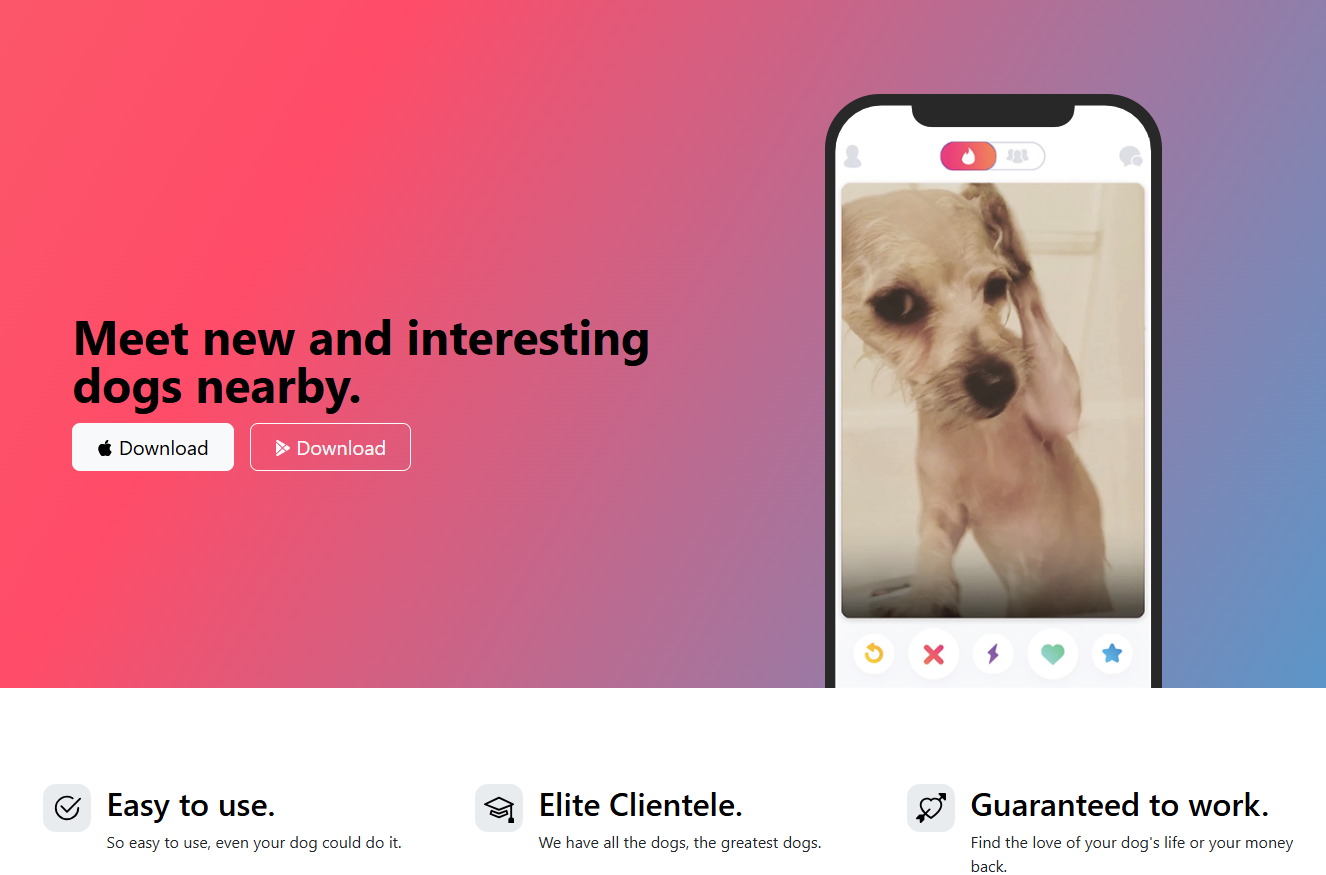 Meet new and interesting
dogs nearby.
Download
Download
Easy to use.
So easy to use, even your dog could do it.
Elite Clientele.
We have all the dogs, the greatest dogs.
Guaranteed to work.
Find the love of your dog's life or your money
back.